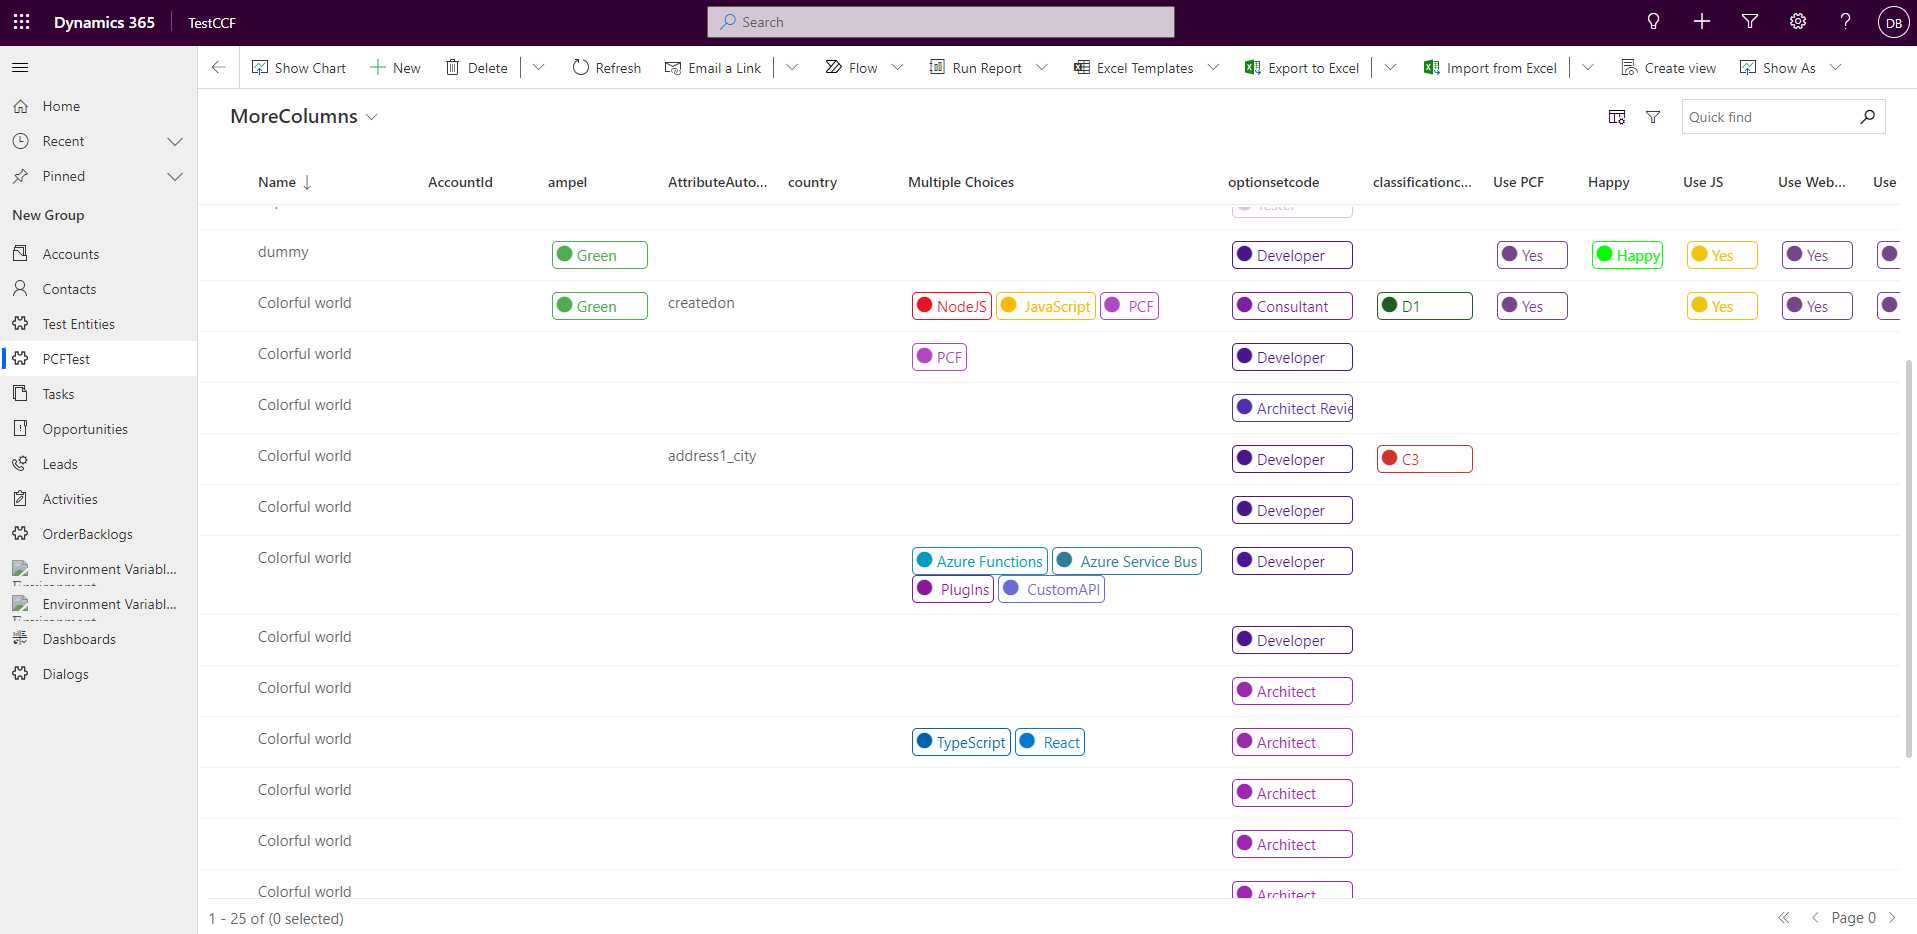 Dynamics 365 TestCCF Search ? DB
Show Chart New Delete Refresh Email a Link Flow Run Report Excel Templates Export to Excel Import from Excel Create view Show As
Home
Recent
Pinned
New Group
Accounts
Contacts
Test Entities
PCFTest
Tasks
Opportunities
Leads
Activities
OrderBacklogs
Environment Variabl...
Environment
Environment Variabl...
Environment
Dashboards
Dialogs
MoreColumns Quick find
Name AccountId ampel AttributeAuto... country Multiple Choices optionsetcode classificationc... Use PCF Happy Use JS Use Web... Use
Tester
dummy Green Developer Yes Happy Yes Yes
Colorful world Green createdon NodeJS JavaScript PCF Consultant D1 Yes Yes Yes
Colorful world PCF Developer
Colorful world Architect Revie
Colorful world address1_city Developer C3
Colorful world Developer
Colorful world Azure Functions Azure Service Bus Developer
PlugIns CustomAPI
Colorful world Developer
Colorful world Architect
Colorful world TypeScript React Architect
Colorful world Architect
Colorful world Architect
Colorful world Architect
1 - 25 of (0 selected) Page 0